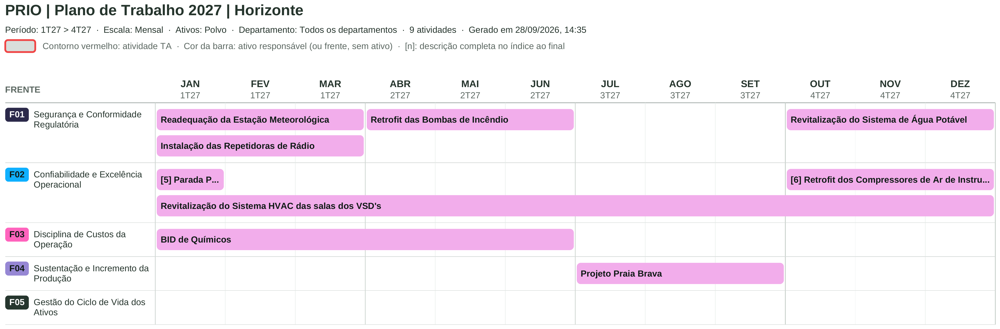 PRIO | Plano de Trabalho 2027 | Horizonte
Período: 1T27 > 4T27 · Escala: Mensal · Ativos: Polvo · Departamento: Todos os departamentos · 9 atividades · Gerado em 28/09/2026, 14:35
Contorno vermelho: atividade TA · Cor da barra: ativo responsável (ou frente, sem ativo) · [n]: descrição completa no índice ao final
FRENTE
JAN FEV MAR ABR MAI JUN JUL AGO SET OUT NOV DEZ
1T27 1T27 1T27 2T27 2T27 2T27 3T27 3T27 3T27 4T27 4T27 4T27
F01 Segurança e Conformidade
Regulatória
Readequação da Estação Meteorológica
Retrofit das Bombas de Incêndio
Revitalização do Sistema de Água Potável
Instalação das Repetidoras de Rádio
F02 Confiabilidade e Excelência
Operacional
[5] Parada P...
[6] Retrofit dos Compressores de Ar de Instru...
Revitalização do Sistema HVAC das salas dos VSD's
F03 Disciplina de Custos da
Operação
BID de Químicos
F04 Sustentação e Incremento da
Produção
Projeto Praia Brava
F05 Gestão do Ciclo de Vida dos
Ativos